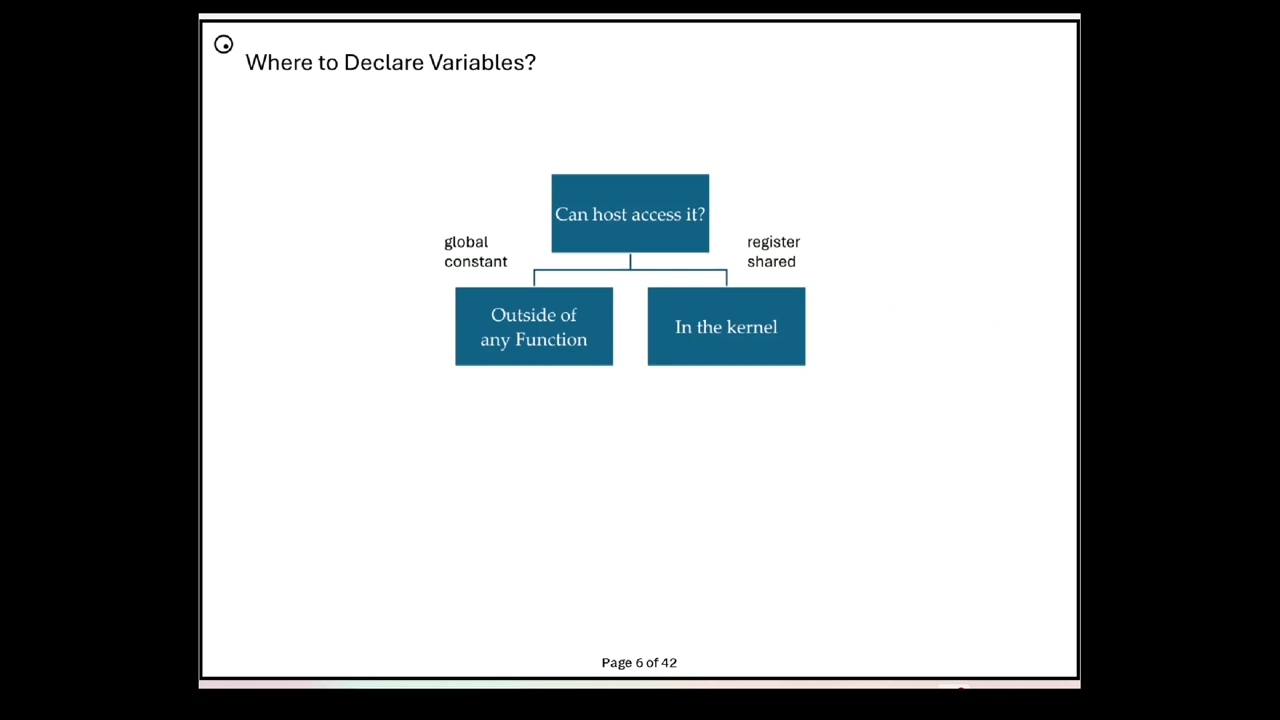 Where to Declare Variables?
Can host access it?
global
constant
register
shared
Outside of
any Function
In the kernel
Page 6 of 42